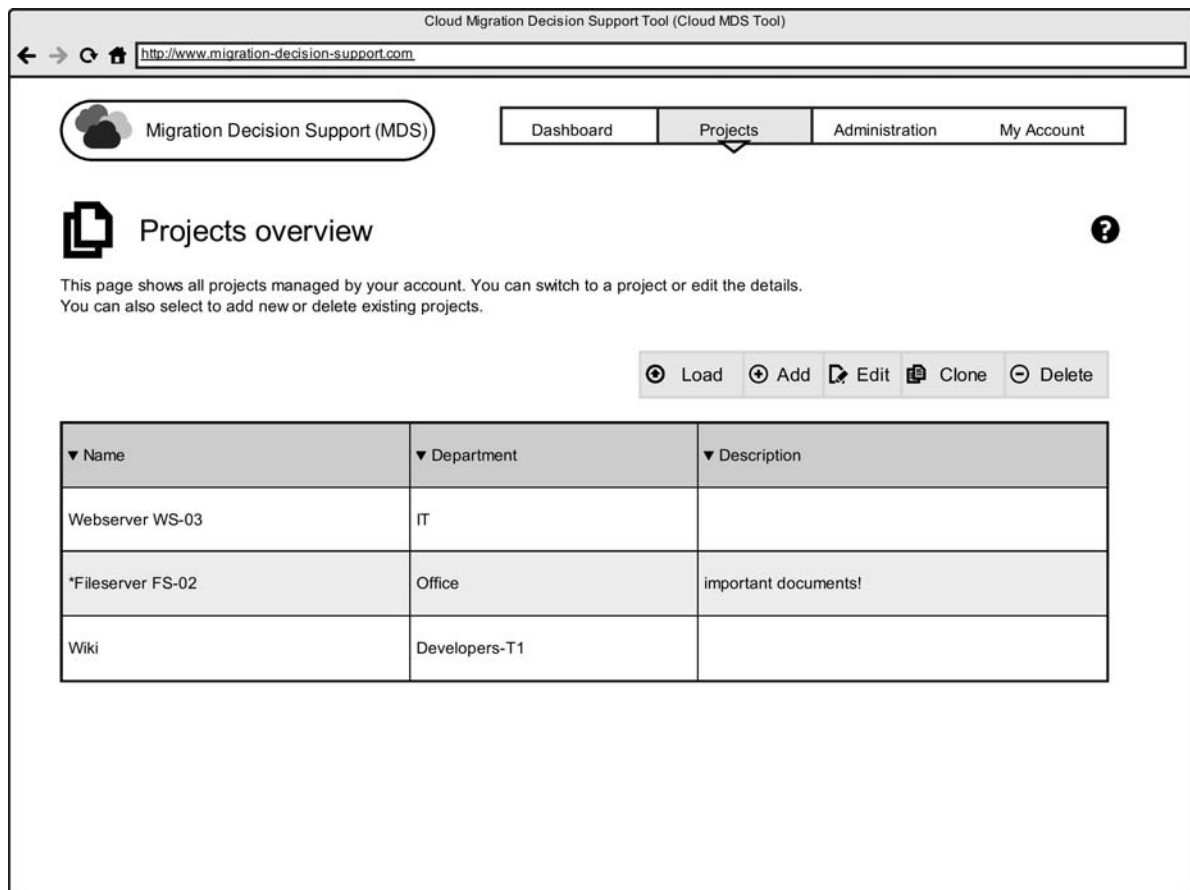 Cloud Migration Decision Support Tool (Cloud MDS Tool)
http://www.migration-decision-support.com
Migration Decision Support (MDS)
Dashboard Projects Administration My Account
Projects overview
?
This page shows all projects managed by your account. You can switch to a project or edit the details.
You can also select to add new or delete existing projects.
Load Add Edit Clone Delete
▼ Name ▼ Department ▼ Description
Webserver WS-03 IT
*Fileserver FS-02 Office important documents!
Wiki Developers-T1